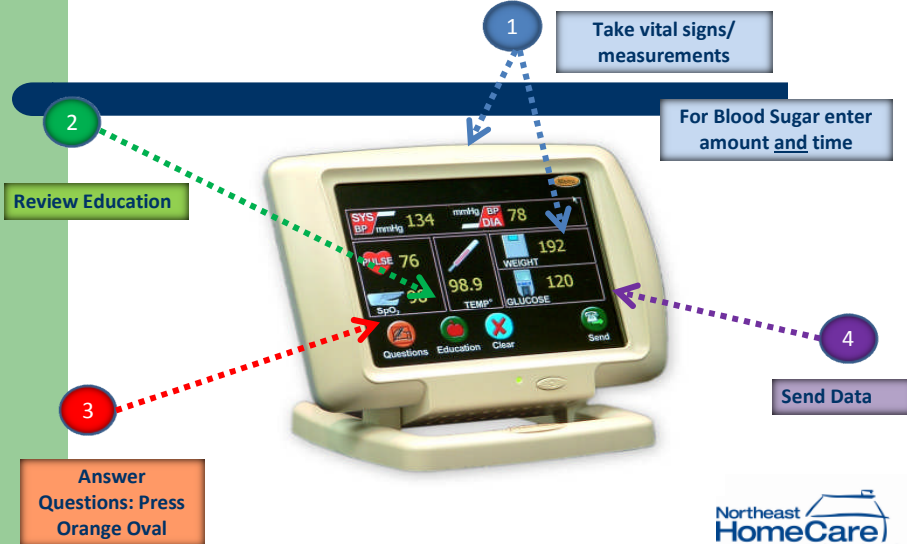 1
Take vital signs/
measurements
2
For Blood Sugar enter
amount and time
Review Education
Menu
SYS
BP mmHg 134 mmHg BP
DIA 78
PULSE 76
98.9
TEMP°
192
WEIGHT
SpO₂ 98
120
GLUCOSE
Questions Education Clear Send
3
4
Send Data
Answer
Questions: Press
Orange Oval
Northeast
HomeCare